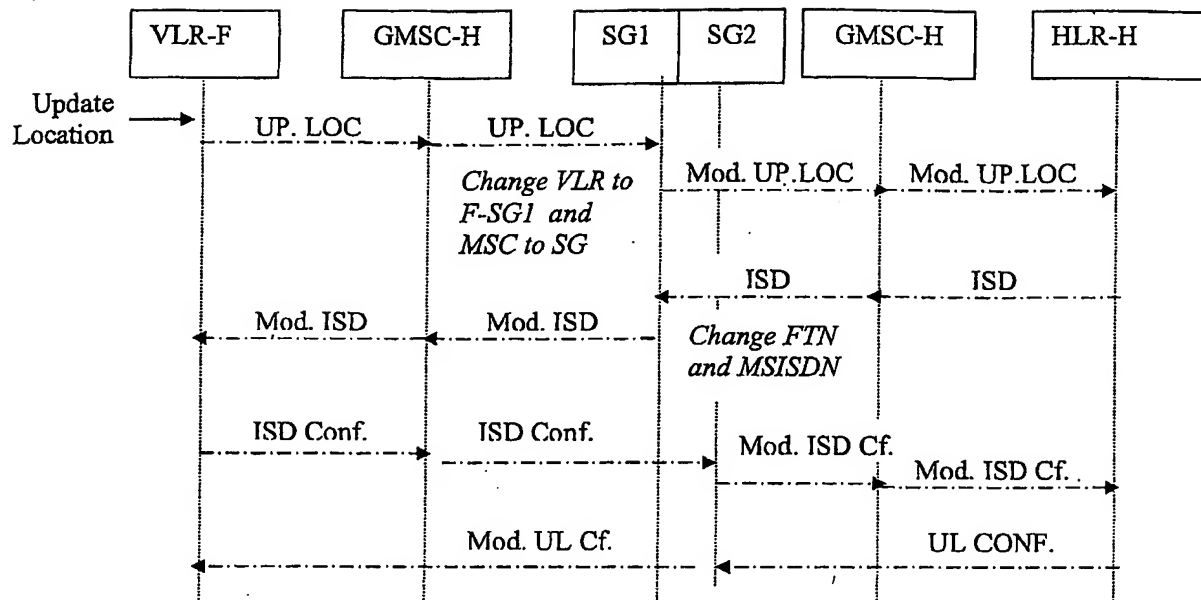 VLR-F GMSC-H SG1 SG2 GMSC-H HLR-H
Update
Location
UP. LOC UP. LOC
Mod. UP.LOC Mod. UP.LOC
Change VLR to
F-SG1 and
MSC to SG
ISD ISD
Mod. ISD Mod. ISD
Change FTN
and MSISDN
ISD Conf. ISD Conf.
Mod. ISD Cf.
Mod. ISD Cf.
Mod. UL Cf. UL CONF.